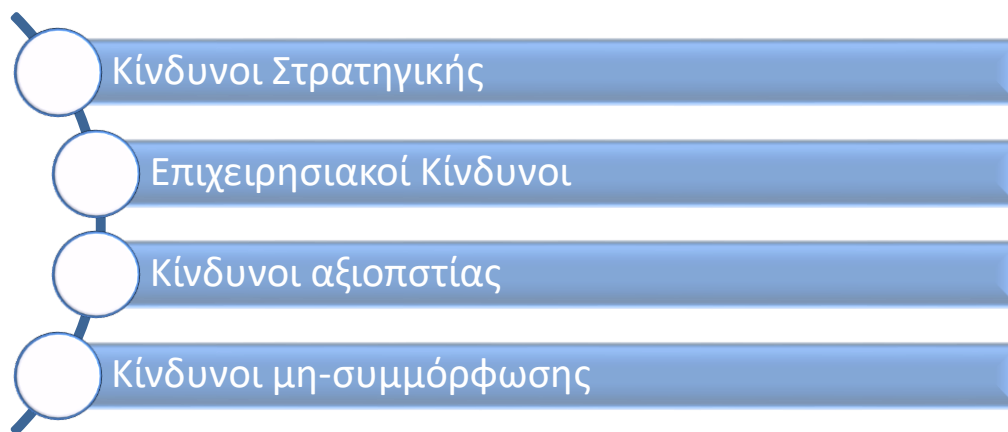 Κίνδυνοι Στρατηγικής
Επιχειρησιακοί Κίνδυνοι
Κίνδυνοι αξιοπστίας
Κίνδυνοι μη-συμμόρφωσης